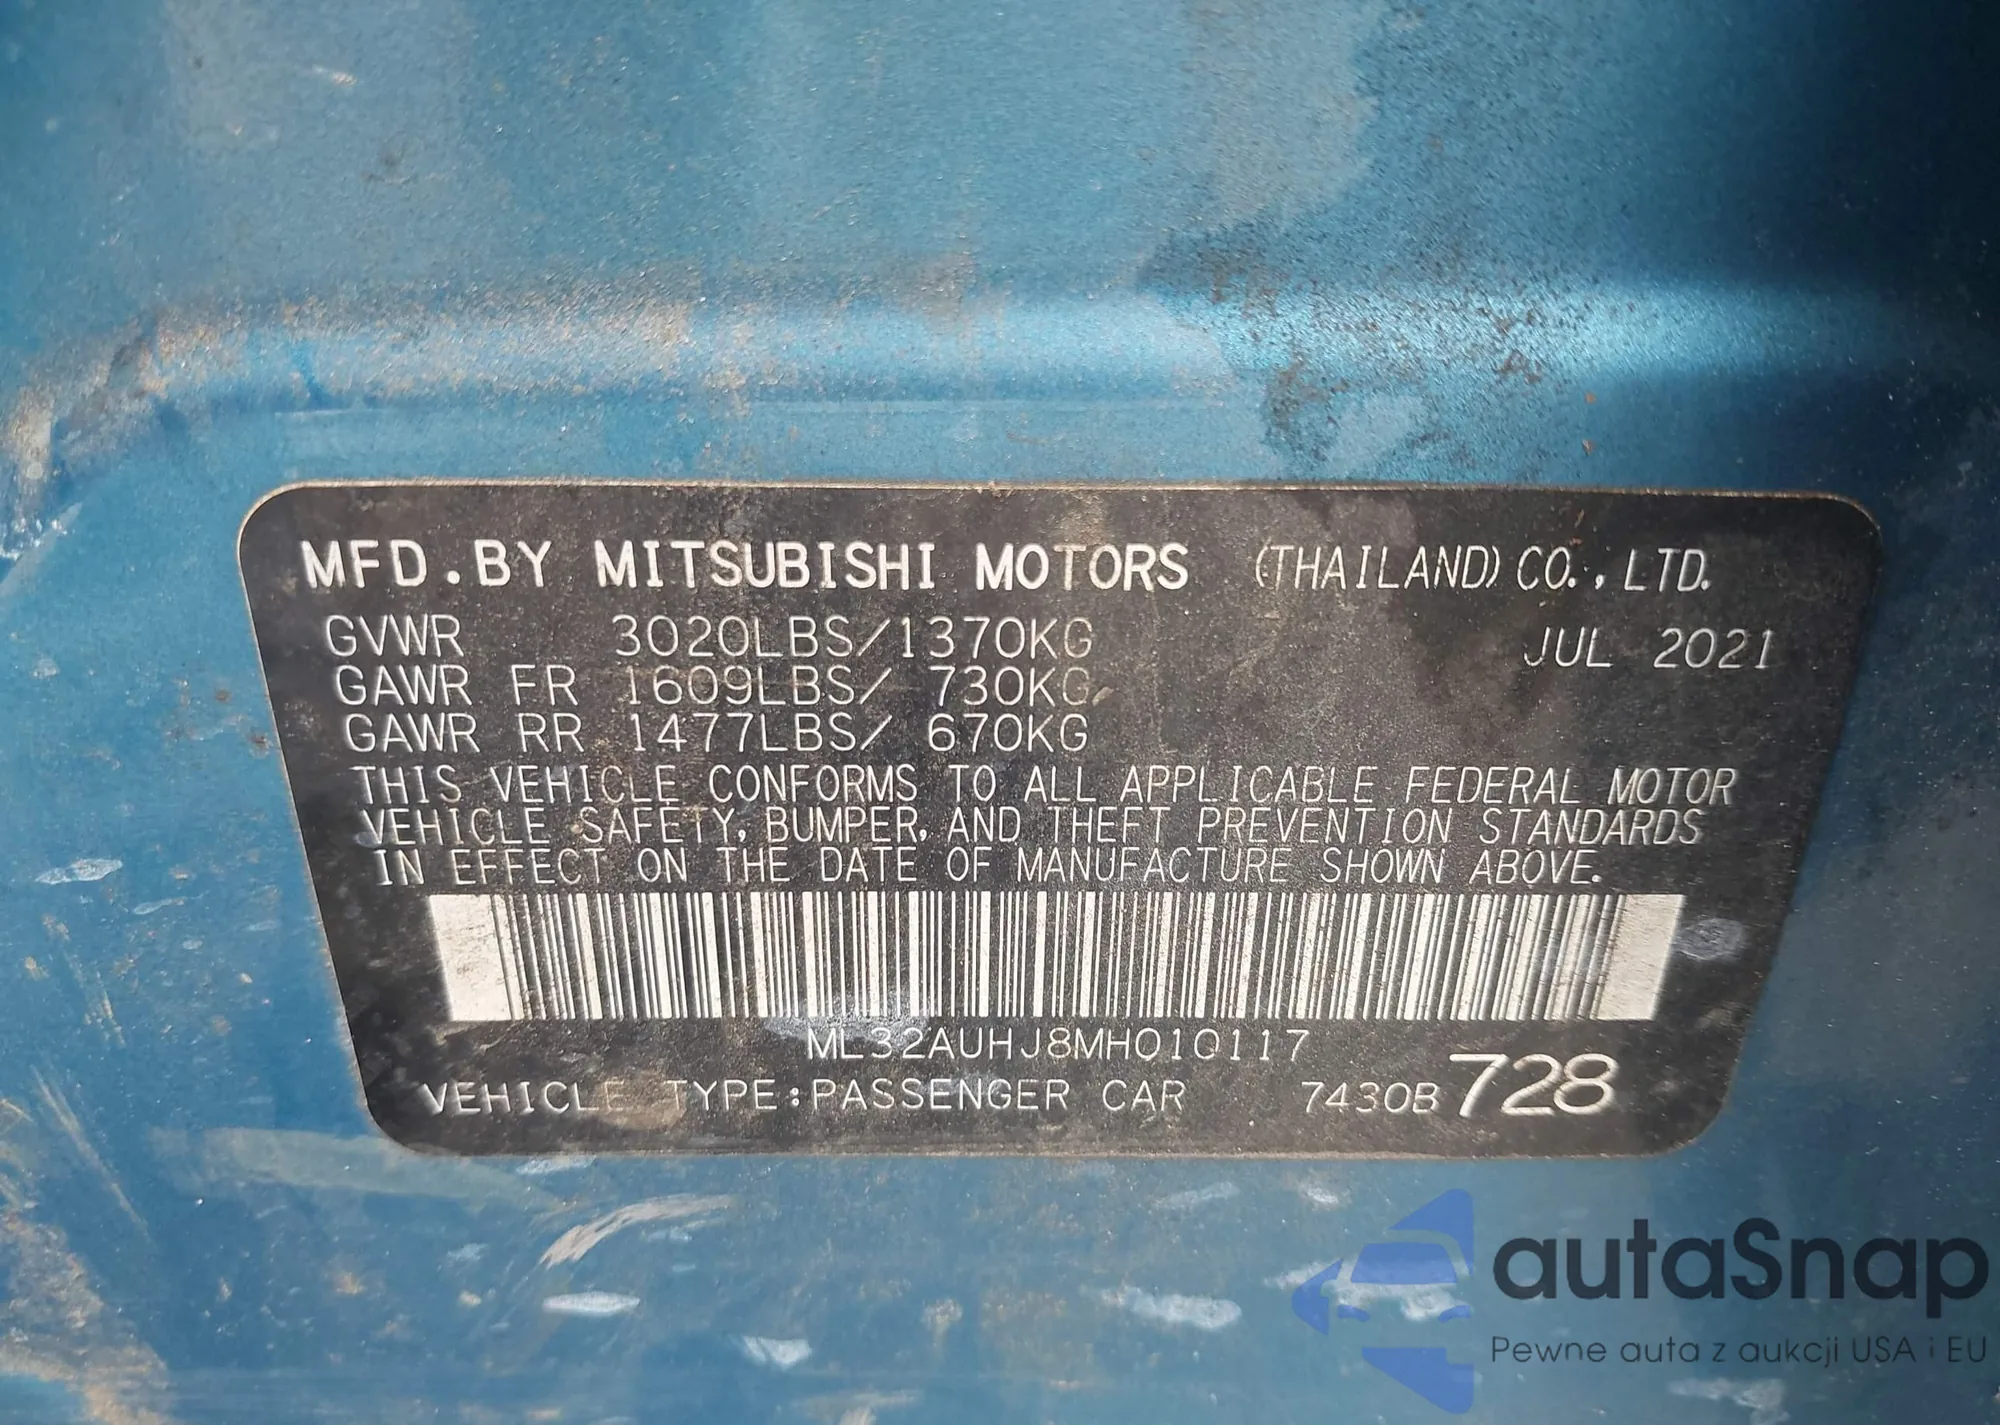 MFD.BY MITSUBISHI MOTORS (THAILAND) CO., LTD.
GVWR 3020LBS/1370KG JUL 2021
GAWR FR 1609LBS/ 730KG
GAWR RR 1477LBS/ 670KG
THIS VEHICLE CONFORMS TO ALL APPLICABLE FEDERAL MOTOR
VEHICLE SAFETY, BUMPER, AND THEFT PREVENTION STANDARDS
IN EFFECT ON THE DATE OF MANUFACTURE SHOWN ABOVE.
ML32AUHJ8MH010117
VEHICLE TYPE:PASSENGER CAR 7430B 728
autaSnap
Pewne auta z aukcji USA i EU